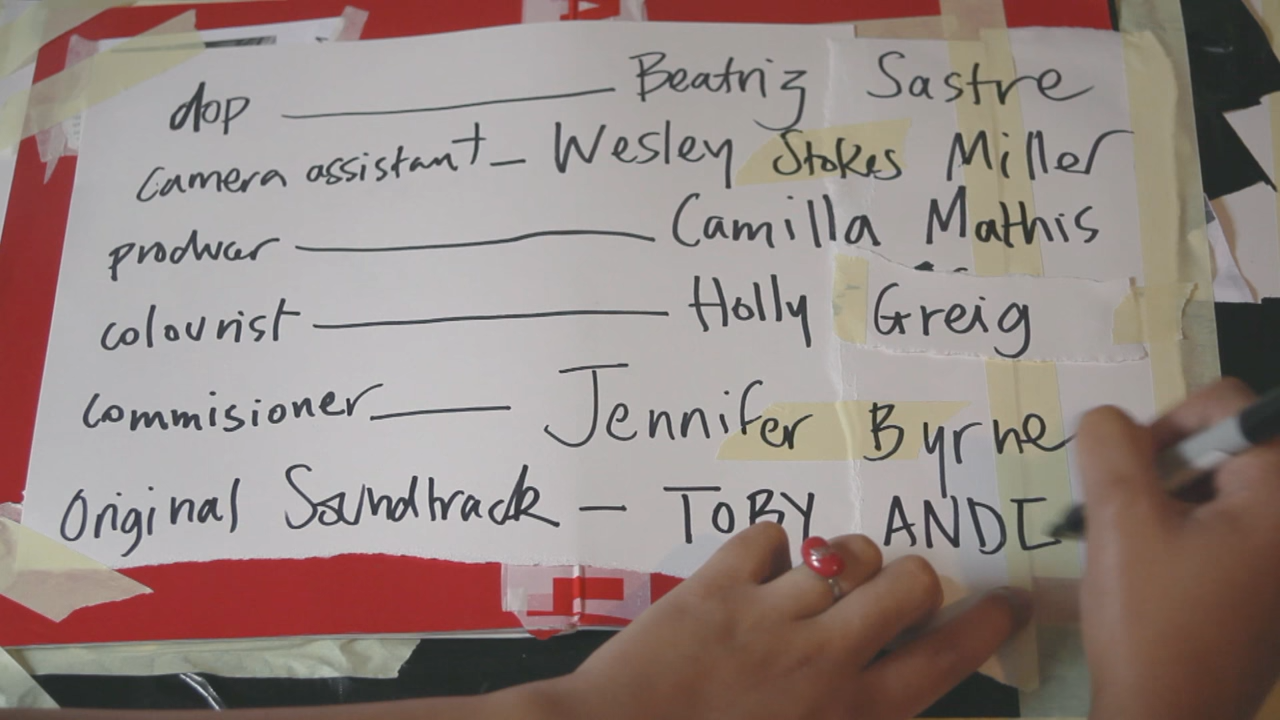 dop — Beatriz Sastre
camera assistant – Wesley Stokes Miller
producer — Camilla Mathis
colourist — Holly Greig
commisioner — Jennifer Byrne
Original Soundtrack – TOBY